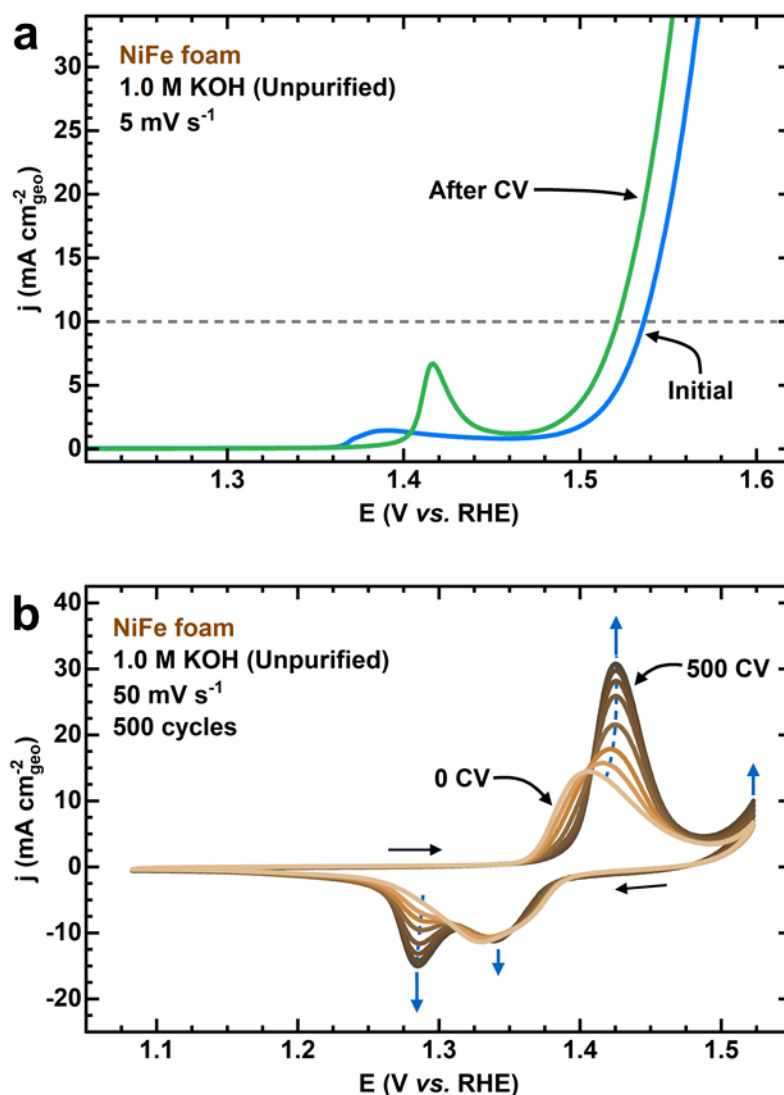 a
NiFe foam
1.0 M KOH (Unpurified)
5 mV s⁻¹
After CV
Initial
j (mA cm⁻²geo)
30
25
20
15
10
5
0
1.3
1.4
1.5
1.6
E (V vs. RHE)
b
NiFe foam
1.0 M KOH (Unpurified)
50 mV s⁻¹
500 cycles
500 CV
0 CV
j (mA cm⁻²geo)
40
30
20
10
0
-10
-20
1.1
1.2
1.3
1.4
1.5
E (V vs. RHE)